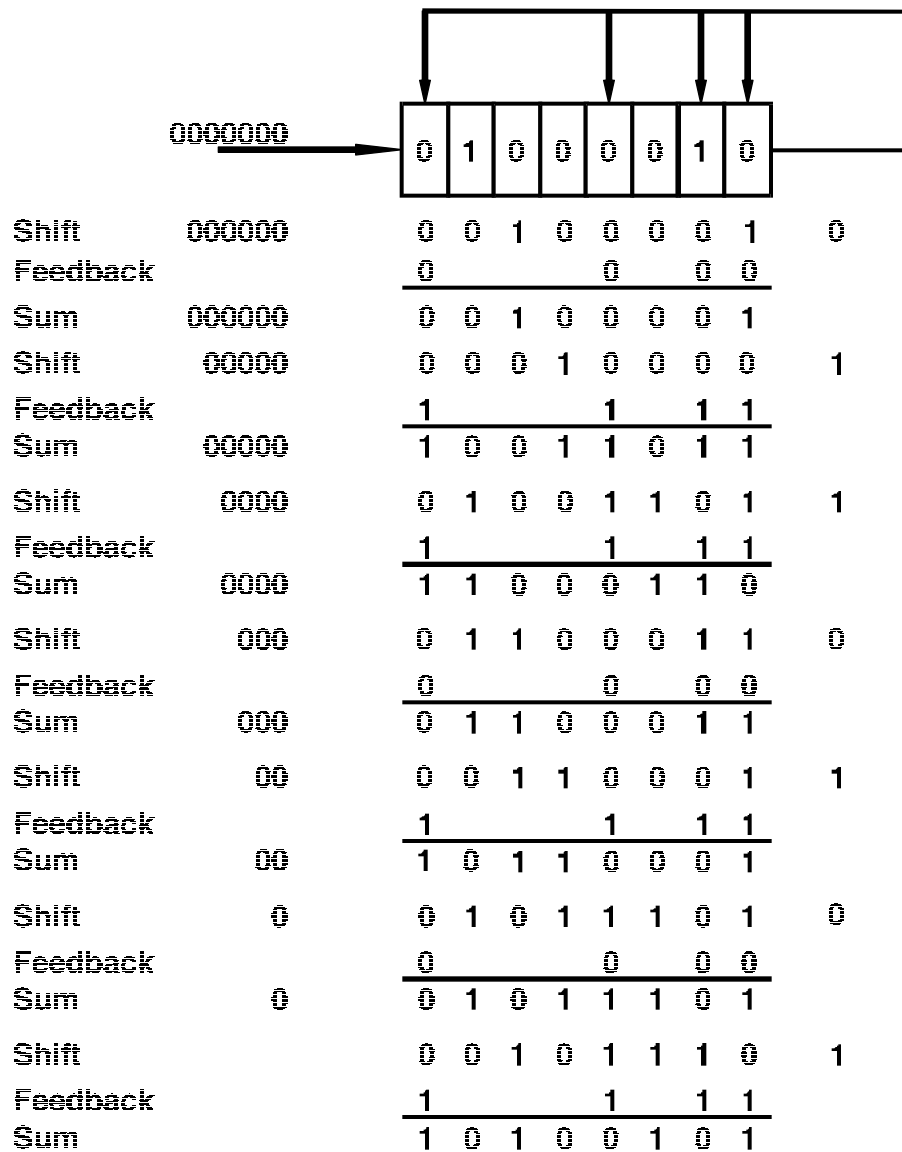 0000000 0 1 0 0 0 0 1 0
Shift 000000 0 0 1 0 0 0 0 1 0
Feedback 0 0 0 0
Sum 000000 0 0 1 0 0 0 0 1
Shift 00000 0 0 0 1 0 0 0 0 1
Feedback 1 1 1 1
Sum 00000 1 0 0 1 1 0 1 1
Shift 0000 0 1 0 0 1 1 0 1 1
Feedback 1 1 1 1
Sum 0000 1 1 0 0 0 1 1 0
Shift 000 0 1 1 0 0 0 1 1 0
Feedback 0 0 0 0
Sum 000 0 1 1 0 0 0 1 1
Shift 00 0 0 1 1 0 0 0 1 1
Feedback 1 1 1 1
Sum 00 1 0 1 1 0 0 0 1
Shift 0 0 1 0 1 1 1 0 1 0
Feedback 0 0 0 0
Sum 0 0 1 0 1 1 1 0 1
Shift 0 0 1 0 1 1 1 0 1
Feedback 1 1 1 1
Sum 1 0 1 0 0 1 0 1